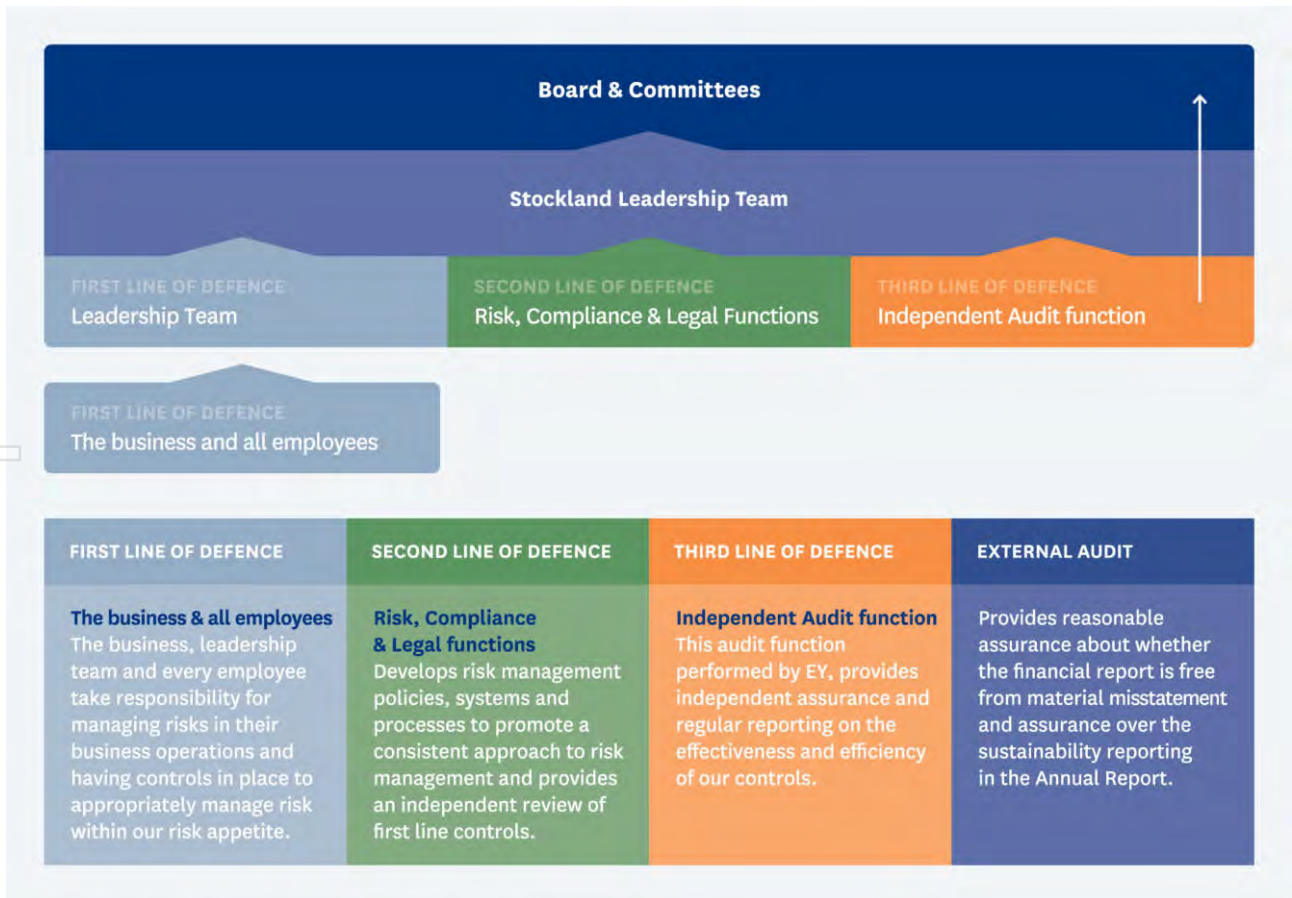 Board & Committees
Stockland Leadership Team
FIRST LINE OF DEFENCE
Leadership Team
SECOND LINE OF DEFENCE
Risk, Compliance & Legal Functions
THIRD LINE OF DEFENCE
Independent Audit function
FIRST LINE OF DEFENCE
The business and all employees
FIRST LINE OF DEFENCE
The business & all employees
The business, leadership
team and every employee
take responsibility for
managing risks in their
business operations and
having controls in place to
appropriately manage risk
within our risk appetite.
SECOND LINE OF DEFENCE
Risk, Compliance
& Legal functions
Develops risk management
policies, systems and
processes to promote a
consistent approach to risk
management and provides
an independent review of
first line controls.
THIRD LINE OF DEFENCE
Independent Audit function
This audit function
performed by EY, provides
independent assurance and
regular reporting on the
effectiveness and efficiency
of our controls.
EXTERNAL AUDIT
Provides reasonable
assurance about whether
the financial report is free
from material misstatement
and assurance over the
sustainability reporting
in the Annual Report.